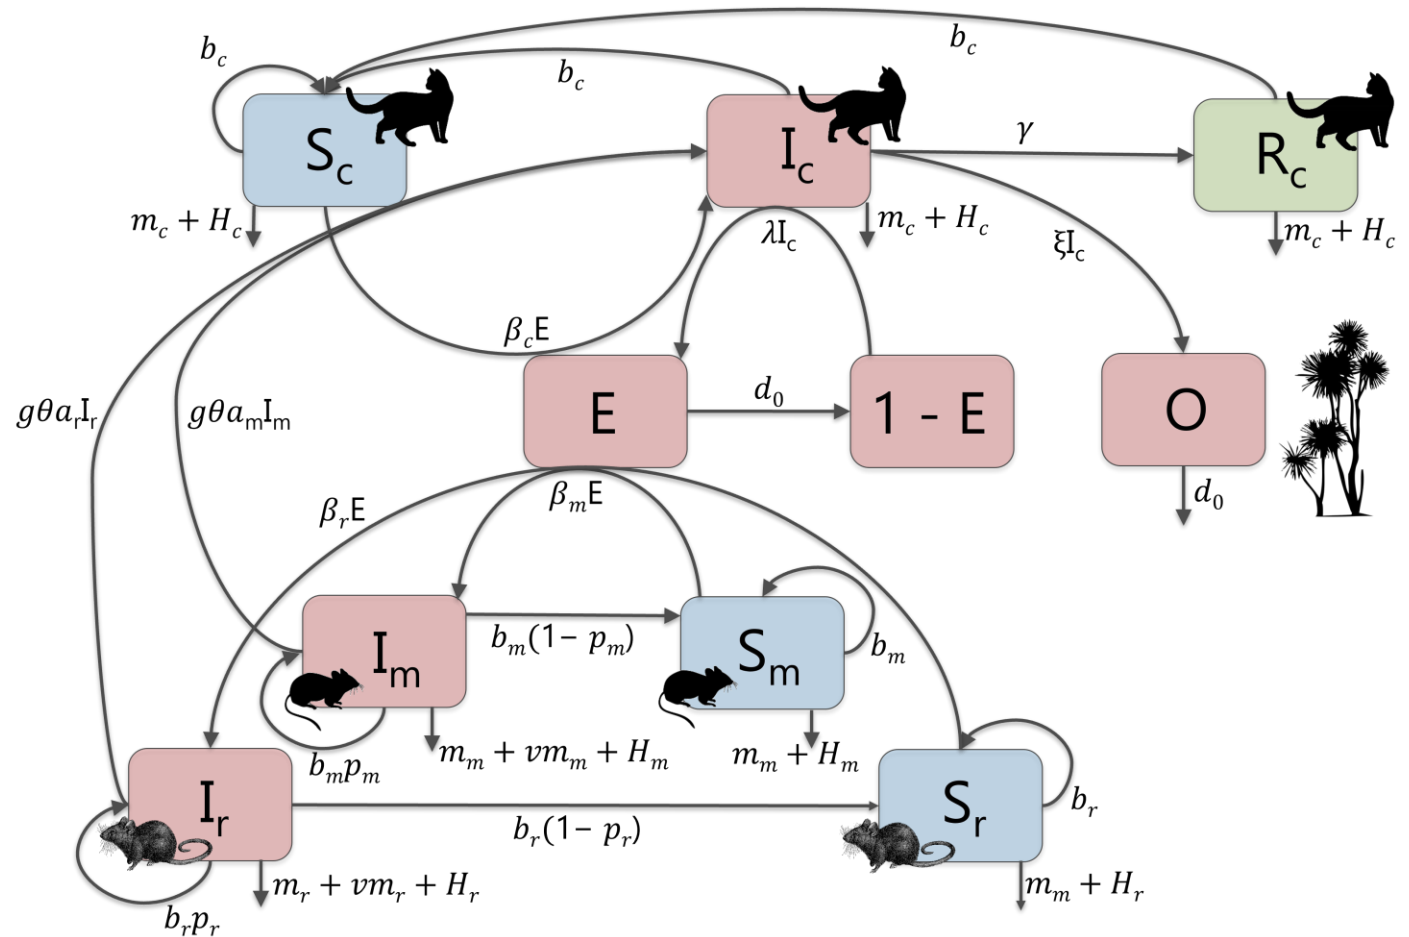 b_c
b_c
b_c
S_c
I_c
γ
R_c
m_c + H_c
λI_c
m_c + H_c
ξI_c
m_c + H_c
β_cE
gθa_rI_r
gθa_mI_m
E
d_0
1 - E
O
β_rE
β_mE
d_0
I_m
b_m(1− p_m)
S_m
b_m
b_mp_m
m_m + vm_m + H_m
m_m + H_m
I_r
b_r(1− p_r)
S_r
b_r
m_r + vm_r + H_r
m_m + H_r
b_rp_r